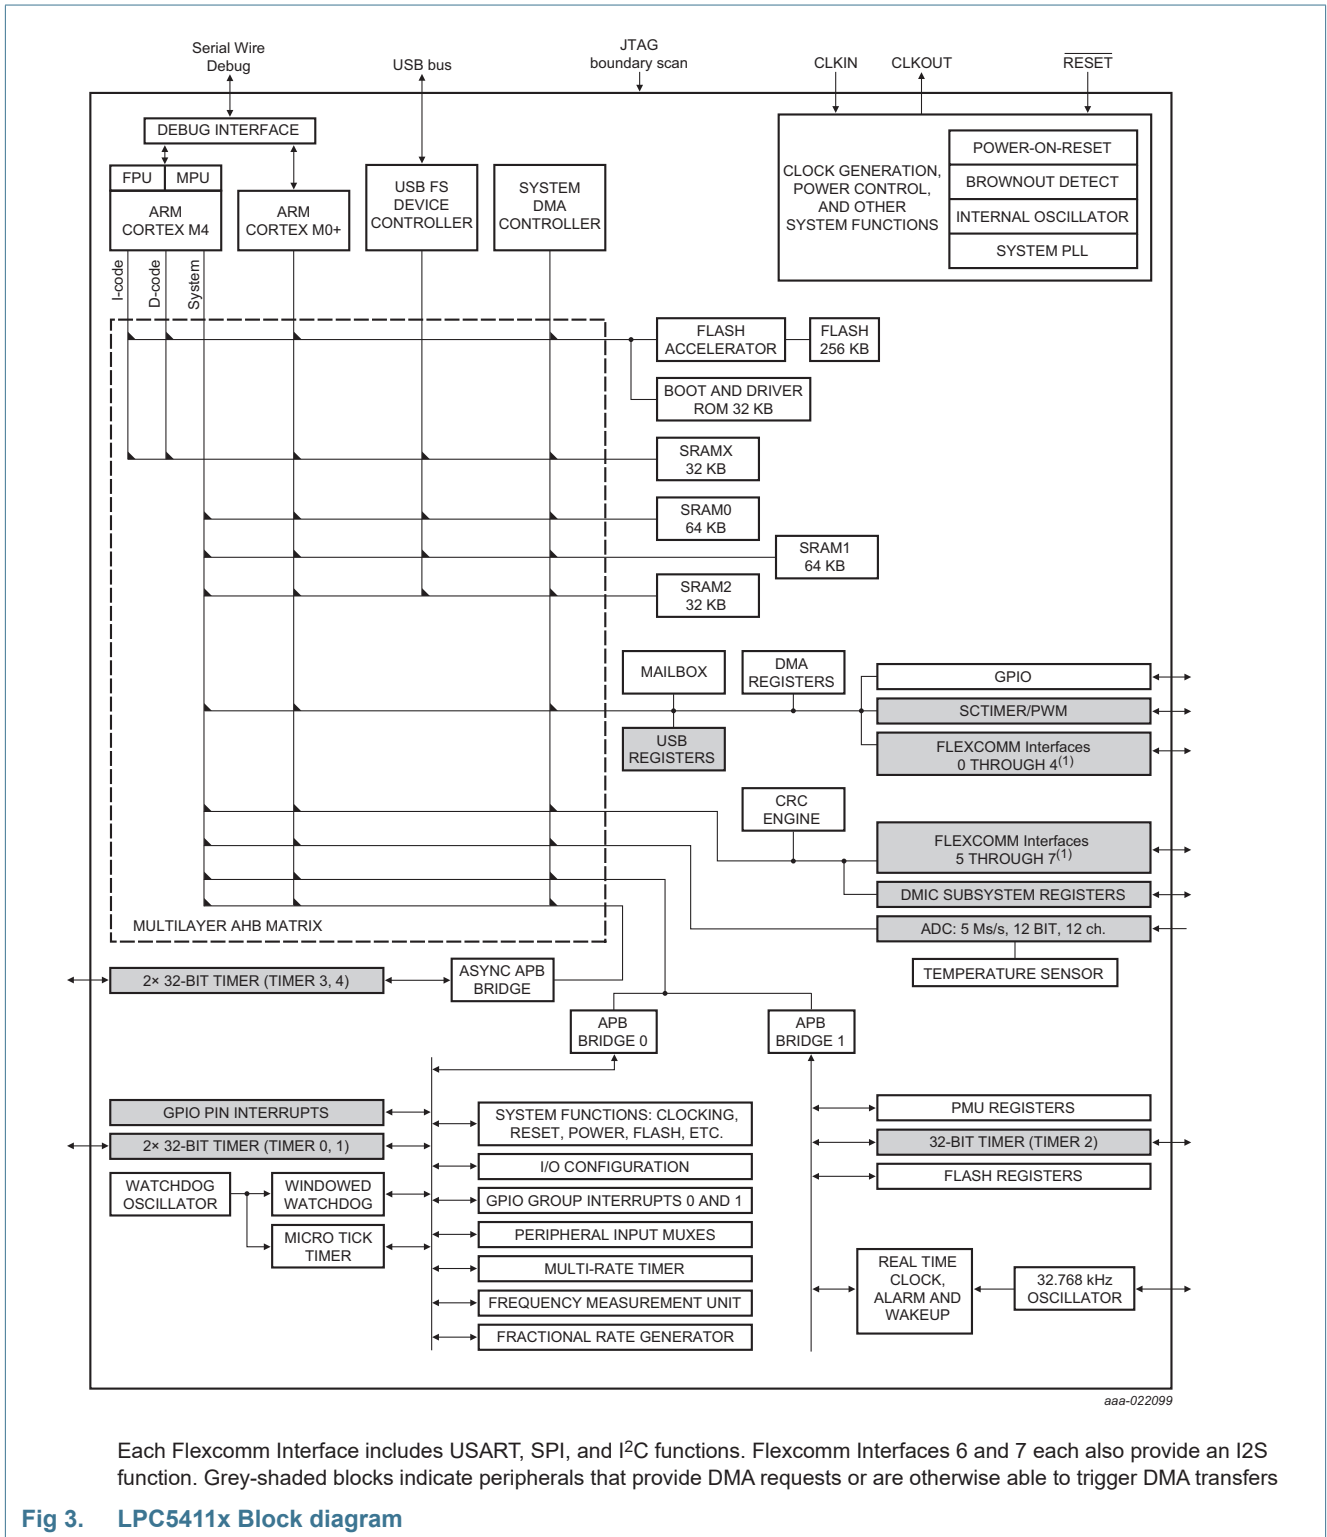 Serial Wire
Debug
USB bus
JTAG
boundary scan
CLKIN
CLKOUT
RESET
DEBUG INTERFACE
FPU
MPU
ARM
CORTEX M4
ARM
CORTEX M0+
USB FS
DEVICE
CONTROLLER
SYSTEM
DMA
CONTROLLER
CLOCK GENERATION,
POWER CONTROL,
AND OTHER
SYSTEM FUNCTIONS
POWER-ON-RESET
BROWNOUT DETECT
INTERNAL OSCILLATOR
SYSTEM PLL
I-code
D-code
System
FLASH
ACCELERATOR
FLASH
256 KB
BOOT AND DRIVER
ROM 32 KB
SRAMX
32 KB
SRAM0
64 KB
SRAM1
64 KB
SRAM2
32 KB
MAILBOX
DMA
REGISTERS
GPIO
SCTIMER/PWM
USB
REGISTERS
FLEXCOMM Interfaces
0 THROUGH 4(1)
CRC
ENGINE
FLEXCOMM Interfaces
5 THROUGH 7(1)
DMIC SUBSYSTEM REGISTERS
ADC: 5 Ms/s, 12 BIT, 12 ch.
TEMPERATURE SENSOR
MULTILAYER AHB MATRIX
2× 32-BIT TIMER (TIMER 3, 4)
ASYNC APB
BRIDGE
APB
BRIDGE 0
APB
BRIDGE 1
GPIO PIN INTERRUPTS
2× 32-BIT TIMER (TIMER 0, 1)
WATCHDOG
OSCILLATOR
WINDOWED
WATCHDOG
MICRO TICK
TIMER
SYSTEM FUNCTIONS: CLOCKING,
RESET, POWER, FLASH, ETC.
I/O CONFIGURATION
GPIO GROUP INTERRUPTS 0 AND 1
PERIPHERAL INPUT MUXES
MULTI-RATE TIMER
FREQUENCY MEASUREMENT UNIT
FRACTIONAL RATE GENERATOR
PMU REGISTERS
32-BIT TIMER (TIMER 2)
FLASH REGISTERS
REAL TIME
CLOCK,
ALARM AND
WAKEUP
32.768 kHz
OSCILLATOR
aaa-022099
Each Flexcomm Interface includes USART, SPI, and I2C functions. Flexcomm Interfaces 6 and 7 each also provide an I2S
function. Grey-shaded blocks indicate peripherals that provide DMA requests or are otherwise able to trigger DMA transfers
Fig 3. LPC5411x Block diagram